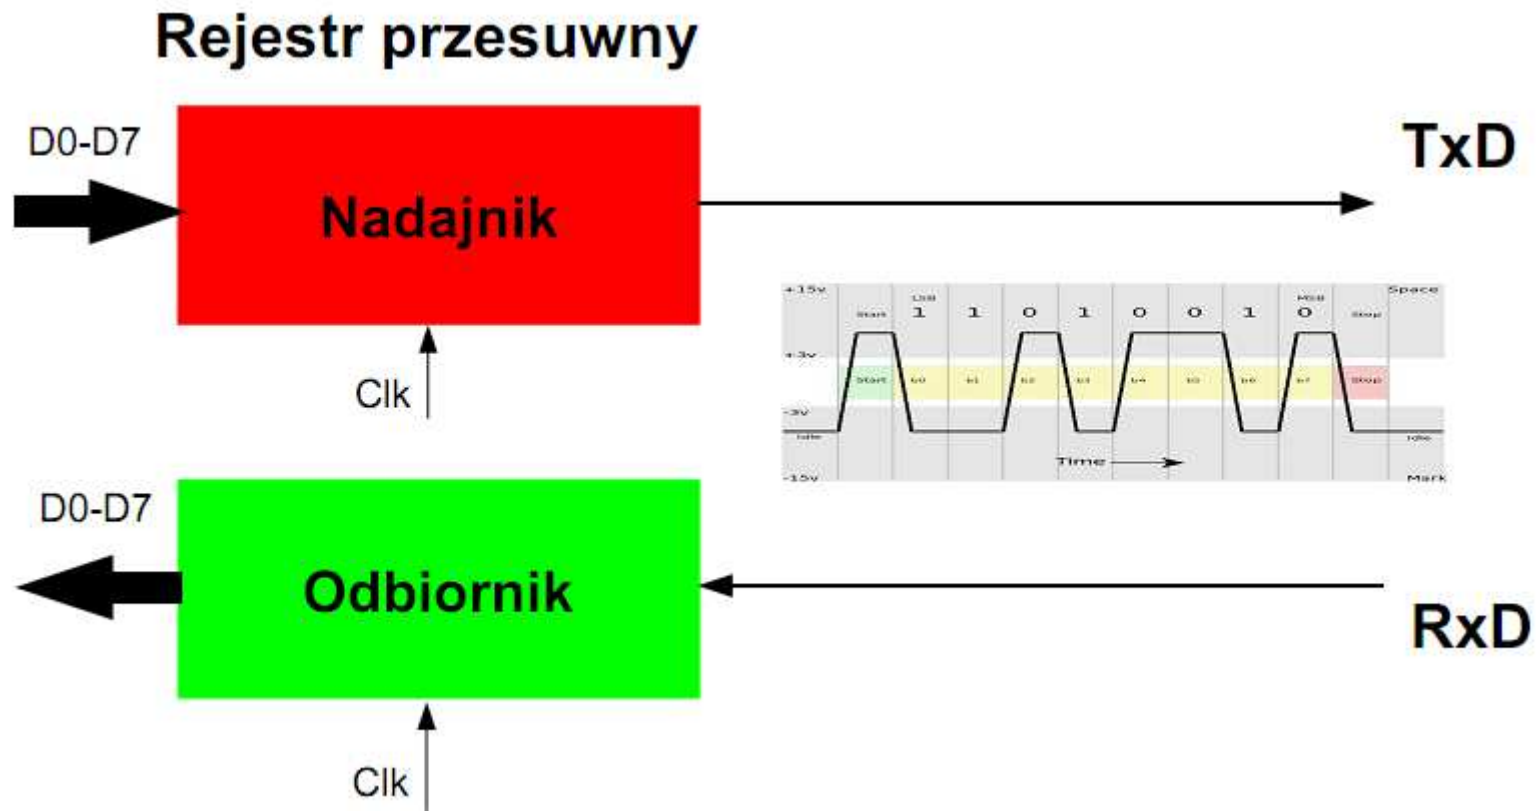 Rejestr przesuwny
D0-D7
Nadajnik
TxD
Clk
+15v
Space
LSB
MSB
Start 1 1 0 1 0 0 1 0 Stop
+3v
Start b0 b1 b2 b3 b4 b5 b6 b7 Stop
-3v
Idle
Idle
Time
-15v
Mark
D0-D7
Odbiornik
RxD
Clk